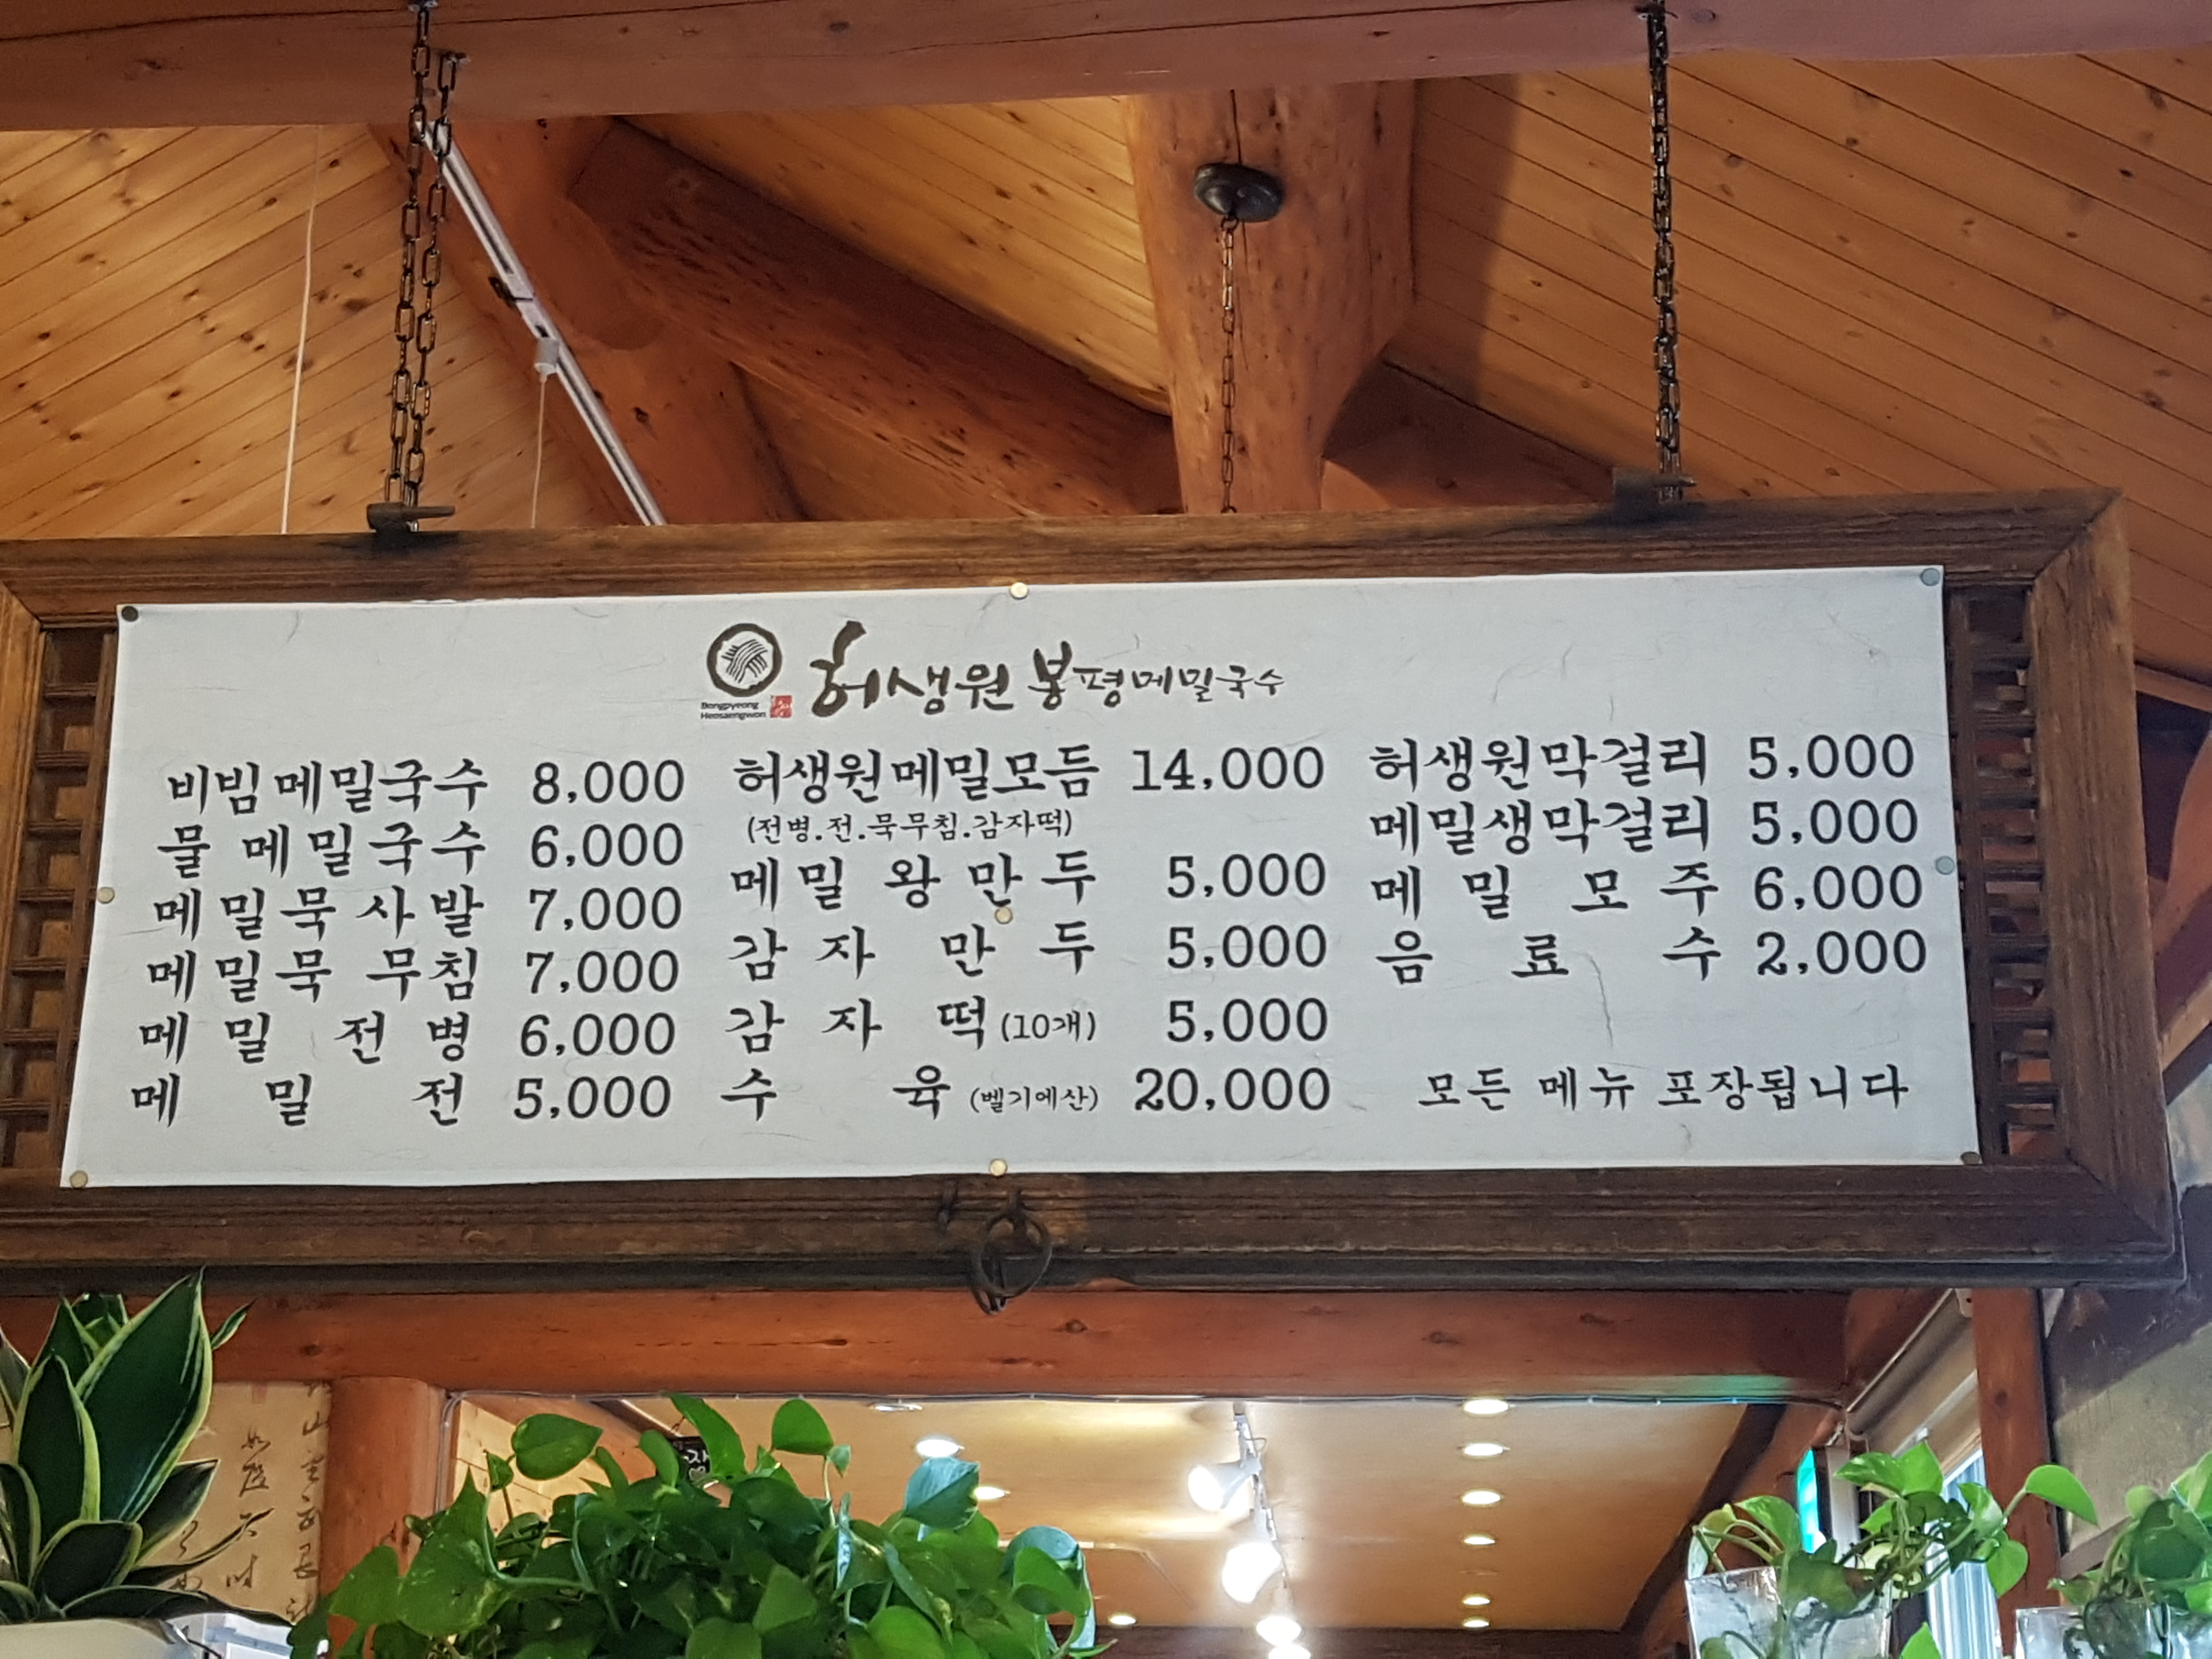 허생원 봉평메밀국수
Bongpyeong
Heosaengwon
비빔메밀국수 8,000
물 메밀국수 6,000
메밀묵사발 7,000
메밀묵 무침 7,000
메밀 전병 6,000
메밀전 5,000
허생원메밀모듬 14,000
(전병.전.묵무침.감자떡)
메밀 왕만두 5,000
감자 만두 5,000
감자 떡(10개) 5,000
수육(벨기에산) 20,000
허생원막걸리 5,000
메밀생막걸리 5,000
메밀 모주 6,000
음료수 2,000
모든 메뉴 포장됩니다